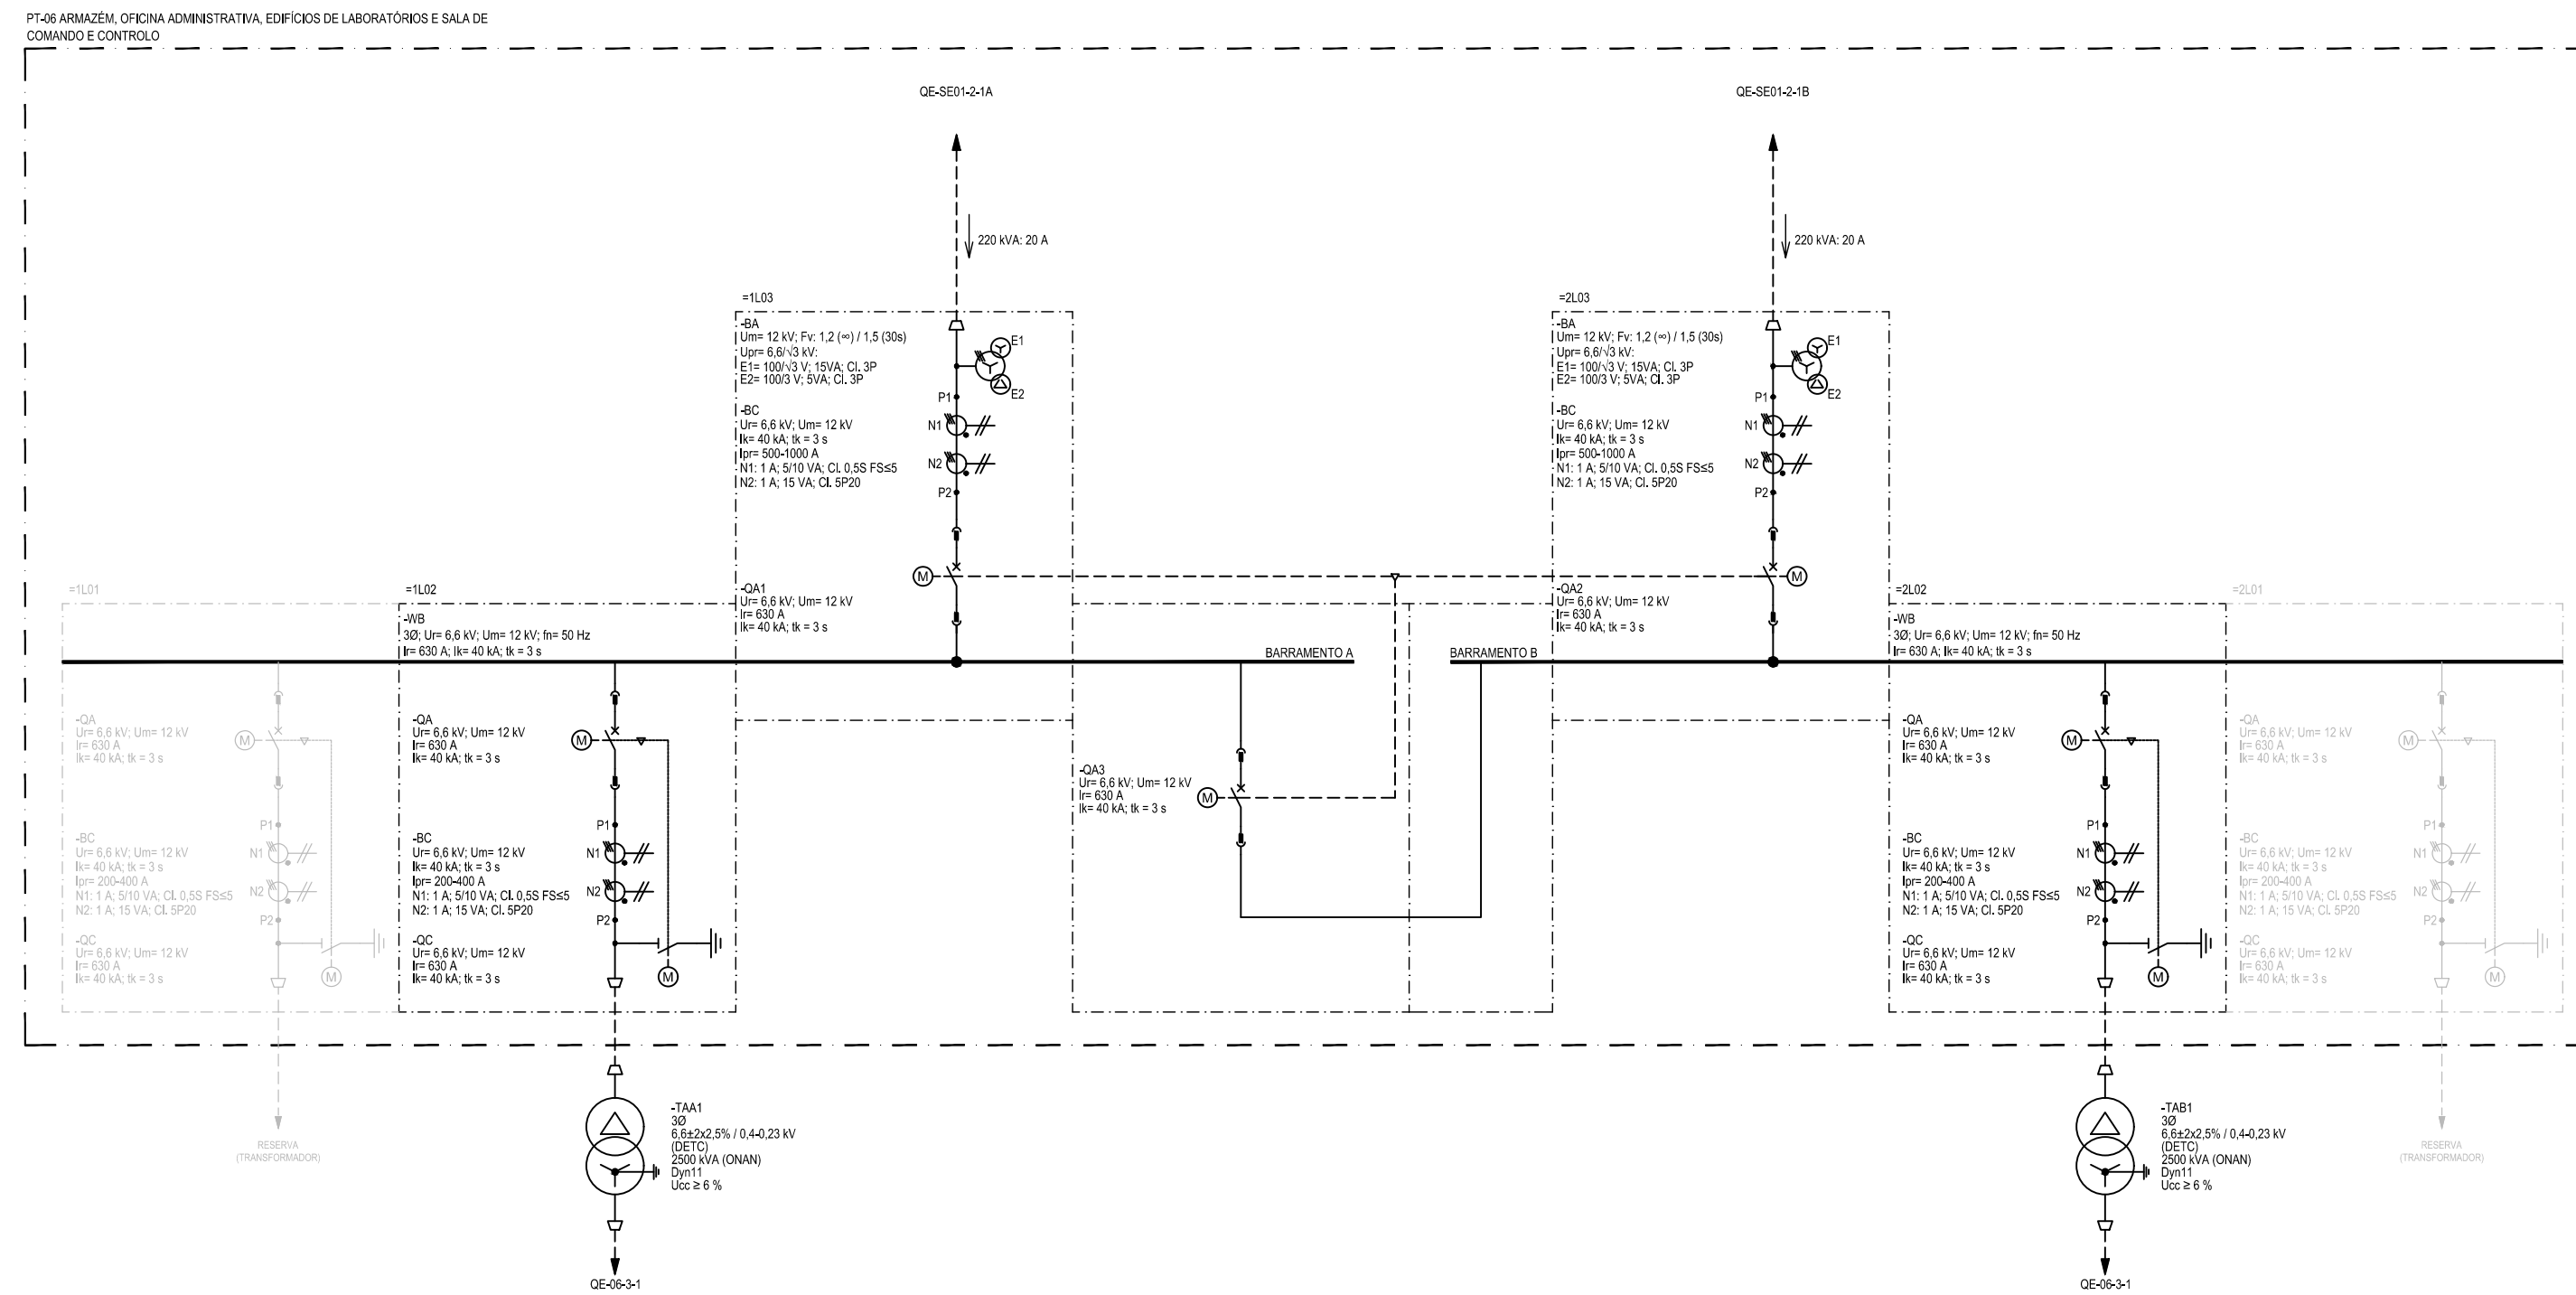 PT-06 ARMAZÉM, OFICINA ADMINISTRATIVA, EDIFÍCIOS DE LABORATÓRIOS E SALA DE
COMANDO E CONTROLO
QE-SE01-2-1A
QE-SE01-2-1B
220 kVA: 20 A
220 kVA: 20 A
=1L03
-BA
Um= 12 kV; Fv: 1,2 (∞) / 1,5 (30s)
Upr= 6,6/√3 kV:
E1= 100/√3 V; 15VA; Cl. 3P
E2= 100/3 V; 5VA; Cl. 3P
E1
E2
P1
-BC
Ur= 6,6 kV; Um= 12 kV
Ik= 40 kA; tk = 3 s
Ipr= 500-1000 A
N1: 1 A; 5/10 VA; Cl. 0,5S FS≤5
N2: 1 A; 15 VA; Cl. 5P20
N1
N2
P2
M
-QA1
Ur= 6,6 kV; Um= 12 kV
Ir= 630 A
Ik= 40 kA; tk = 3 s
=2L03
-BA
Um= 12 kV; Fv: 1,2 (∞) / 1,5 (30s)
Upr= 6,6/√3 kV:
E1= 100/√3 V; 15VA; Cl. 3P
E2= 100/3 V; 5VA; Cl. 3P
E1
E2
P1
-BC
Ur= 6,6 kV; Um= 12 kV
Ik= 40 kA; tk = 3 s
Ipr= 500-1000 A
N1: 1 A; 5/10 VA; Cl. 0,5S FS≤5
N2: 1 A; 15 VA; Cl. 5P20
N1
N2
P2
M
-QA2
Ur= 6,6 kV; Um= 12 kV
Ir= 630 A
Ik= 40 kA; tk = 3 s
=1L01
-QA
Ur= 6,6 kV; Um= 12 kV
Ir= 630 A
Ik= 40 kA; tk = 3 s
M
P1
-BC
Ur= 6,6 kV; Um= 12 kV
Ik= 40 kA; tk = 3 s
Ipr= 200-400 A
N1: 1 A; 5/10 VA; Cl. 0,5S FS≤5
N2: 1 A; 15 VA; Cl. 5P20
N1
N2
P2
-QC
Ur= 6,6 kV; Um= 12 kV
Ir= 630 A
Ik= 40 kA; tk = 3 s
M
RESERVA
(TRANSFORMADOR)
=1L02
-WB
3Ø; Ur= 6,6 kV; Um= 12 kV; fn= 50 Hz
Ir= 630 A; Ik= 40 kA; tk = 3 s
-QA
Ur= 6,6 kV; Um= 12 kV
Ir= 630 A
Ik= 40 kA; tk = 3 s
M
P1
-BC
Ur= 6,6 kV; Um= 12 kV
Ik= 40 kA; tk = 3 s
Ipr= 200-400 A
N1: 1 A; 5/10 VA; Cl. 0,5S FS≤5
N2: 1 A; 15 VA; Cl. 5P20
N1
N2
P2
-QC
Ur= 6,6 kV; Um= 12 kV
Ir= 630 A
Ik= 40 kA; tk = 3 s
M
-TAA1
3Ø
6,6±2x2,5% / 0,4-0,23 kV
(DETC)
2500 kVA (ONAN)
Dyn11
Ucc ≥ 6 %
QE-06-3-1
BARRAMENTO A
BARRAMENTO B
-QA3
Ur= 6,6 kV; Um= 12 kV
Ir= 630 A
Ik= 40 kA; tk = 3 s
M
=2L02
-WB
3Ø; Ur= 6,6 kV; Um= 12 kV; fn= 50 Hz
Ir= 630 A; Ik= 40 kA; tk = 3 s
-QA
Ur= 6,6 kV; Um= 12 kV
Ir= 630 A
Ik= 40 kA; tk = 3 s
M
P1
-BC
Ur= 6,6 kV; Um= 12 kV
Ik= 40 kA; tk = 3 s
Ipr= 200-400 A
N1: 1 A; 5/10 VA; Cl. 0,5S FS≤5
N2: 1 A; 15 VA; Cl. 5P20
N1
N2
P2
-QC
Ur= 6,6 kV; Um= 12 kV
Ir= 630 A
Ik= 40 kA; tk = 3 s
M
-TAB1
3Ø
6,6±2x2,5% / 0,4-0,23 kV
(DETC)
2500 kVA (ONAN)
Dyn11
Ucc ≥ 6 %
QE-06-3-1
=2L01
-QA
Ur= 6,6 kV; Um= 12 kV
Ir= 630 A
Ik= 40 kA; tk = 3 s
M
P1
-BC
Ur= 6,6 kV; Um= 12 kV
Ik= 40 kA; tk = 3 s
Ipr= 200-400 A
N1: 1 A; 5/10 VA; Cl. 0,5S FS≤5
N2: 1 A; 15 VA; Cl. 5P20
N1
N2
P2
-QC
Ur= 6,6 kV; Um= 12 kV
Ir= 630 A
Ik= 40 kA; tk = 3 s
M
RESERVA
(TRANSFORMADOR)